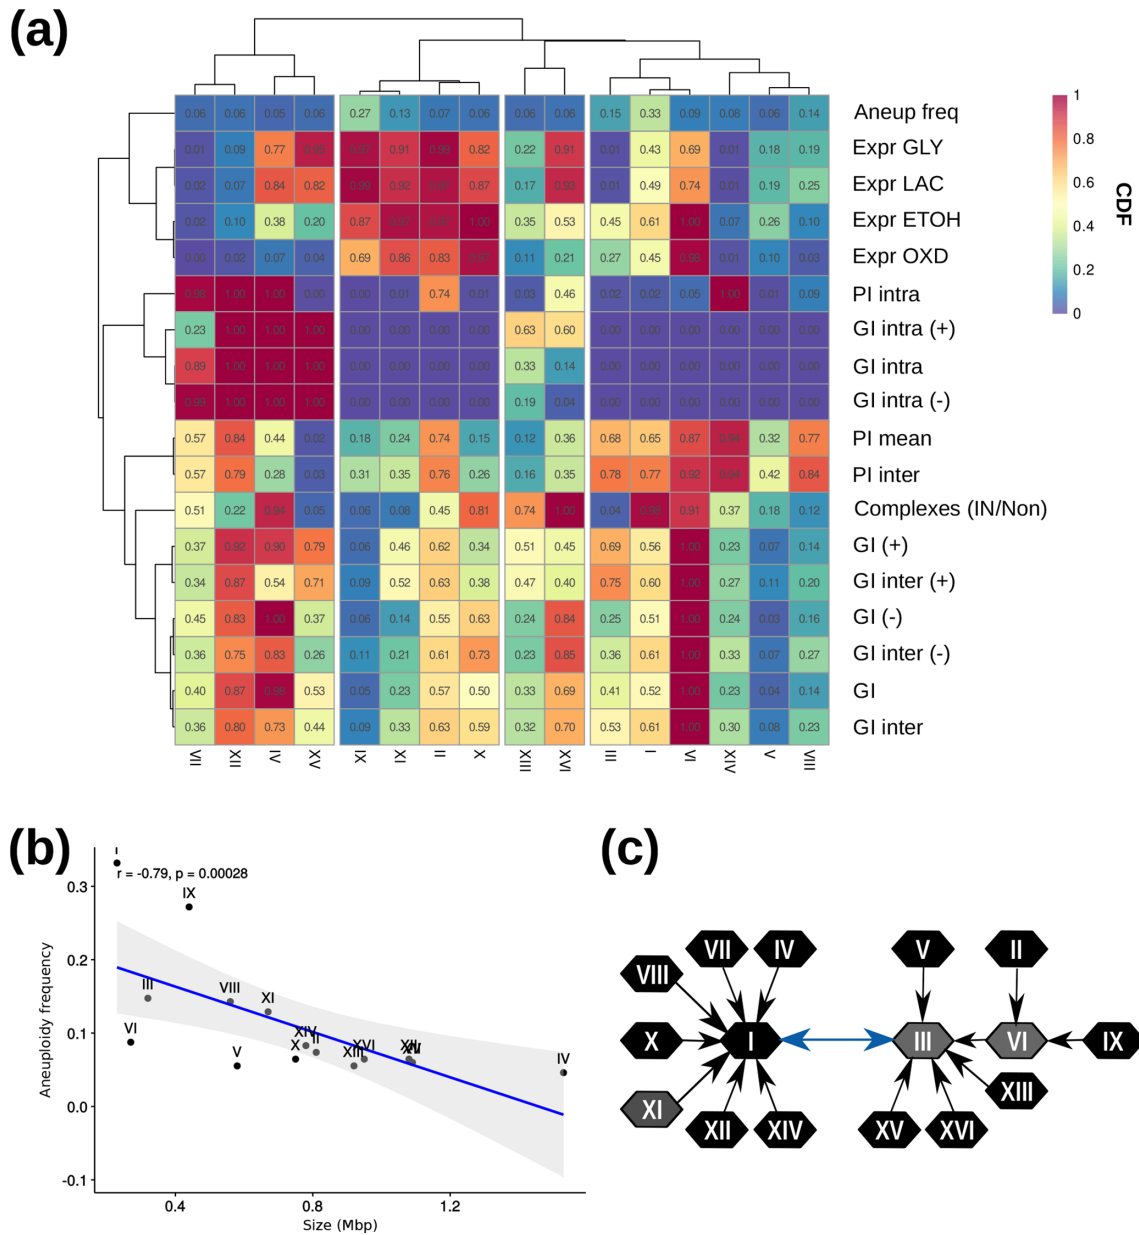 (a)
0.06 0.06 0.05 0.06 0.27 0.13 0.07 0.06 0.06 0.06 0.15 0.33 0.09 0.08 0.06 0.14 Aneup freq
0.01 0.09 0.77 0.91 0.82 0.22 0.91 0.01 0.43 0.69 0.01 0.18 0.19 Expr GLY
0.02 0.07 0.84 0.82 0.99 0.92 0.87 0.17 0.93 0.01 0.49 0.74 0.01 0.19 0.25 Expr LAC
0.02 0.10 0.38 0.20 0.87 1.00 0.35 0.53 0.45 0.61 1.00 0.07 0.26 0.10 Expr ETOH
0.00 0.02 0.07 0.04 0.69 0.86 0.83 0.97 0.11 0.21 0.27 0.45 0.96 0.01 0.10 0.03 Expr OXD
0.96 1.00 1.00 0.00 0.00 0.01 0.74 0.01 0.03 0.46 0.02 0.02 0.05 1.00 0.01 0.09 PI intra
0.23 1.00 1.00 1.00 0.00 0.00 0.00 0.00 0.63 0.60 0.00 0.00 0.00 0.00 0.00 0.00 GI intra (+)
0.89 1.00 1.00 1.00 0.00 0.00 0.00 0.00 0.33 0.14 0.00 0.00 0.00 0.00 0.00 0.00 GI intra
0.99 1.00 1.00 1.00 0.00 0.00 0.00 0.00 0.19 0.04 0.00 0.00 0.00 0.00 0.00 0.00 GI intra (-)
0.57 0.84 0.44 0.02 0.18 0.24 0.74 0.15 0.12 0.36 0.68 0.65 0.87 0.94 0.32 0.77 PI mean
0.57 0.79 0.28 0.03 0.31 0.35 0.76 0.26 0.16 0.35 0.78 0.77 0.92 0.94 0.42 0.84 PI inter
0.51 0.22 0.94 0.05 0.06 0.08 0.45 0.81 0.74 1.00 0.04 0.98 0.91 0.37 0.18 0.12 Complexes (IN/Non)
0.37 0.92 0.90 0.79 0.06 0.46 0.62 0.34 0.51 0.45 0.69 0.56 1.00 0.23 0.07 0.14 GI (+)
0.34 0.87 0.54 0.71 0.09 0.52 0.63 0.38 0.47 0.40 0.75 0.60 1.00 0.27 0.11 0.20 GI inter (+)
0.45 0.83 1.00 0.37 0.06 0.14 0.55 0.63 0.24 0.84 0.25 0.51 1.00 0.24 0.03 0.16 GI (-)
0.36 0.75 0.83 0.26 0.11 0.21 0.61 0.73 0.23 0.85 0.36 0.61 1.00 0.33 0.07 0.27 GI inter (-)
0.40 0.87 0.96 0.53 0.05 0.23 0.57 0.50 0.33 0.69 0.41 0.52 1.00 0.23 0.04 0.14 GI
0.36 0.80 0.73 0.44 0.09 0.33 0.63 0.59 0.32 0.70 0.53 0.61 1.00 0.30 0.08 0.23 GI inter
VII XII IV XV IX XI II X XIII XVI III I VI XIV V VIII
1
0.8
0.6
0.4
0.2
0
CDF
(b)
I
r = -0.79, p = 0.00028
IX
III
VIII
XI
VI
XIV
II
V
X
XIII
XVI
XII
IV
0.3
0.2
0.1
0.0
-0.1
Aneuploidy frequency
0.4 0.8 1.2
Size (Mbp)
(c)
VII IV V II
VIII
X I III VI IX
XI XIII
XII XIV XV XVI